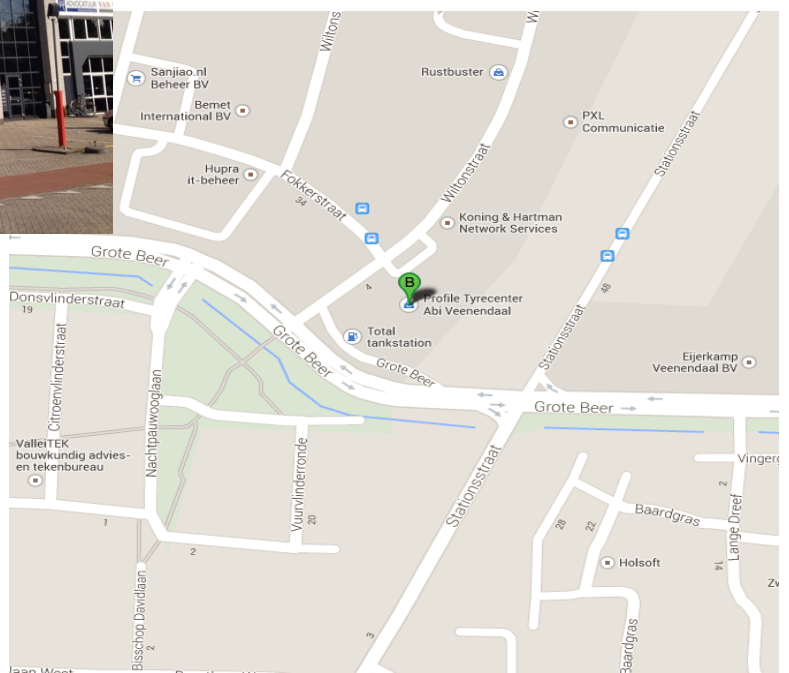 ADVOCATUUR VAN
Wiltons
Wi
Sanjiao.nl
Beheer BV
Rustbuster
Bemet
International BV
PXL
Communicatie
Stationsstraat
Wiltonstraat
Hupra
it-beheer
Fokkerstraat
34
Koning & Hartman
Network Services
Grote Beer
4
B
Profile Tyrecenter
Abi Veenendaal
48
Donsvlinderstraat
19
Total
tankstation
Grote Beer
Grote Beer
Stationsstraat
Eijerkamp
Veenendaal BV
Citroenvlinderstraat
Nachtpauwooglaan
Grote Beer
ValleiTEK
bouwkundig advies-
en tekenbureau
Vuurvlinderronde
20
Stationsstraat
Vingerg
2
Lange Dreef
14
Baardgras
28
22
1
2
Holsoft
Zw
Bisschop Davidlaan
2
3
Baardgras
laan West